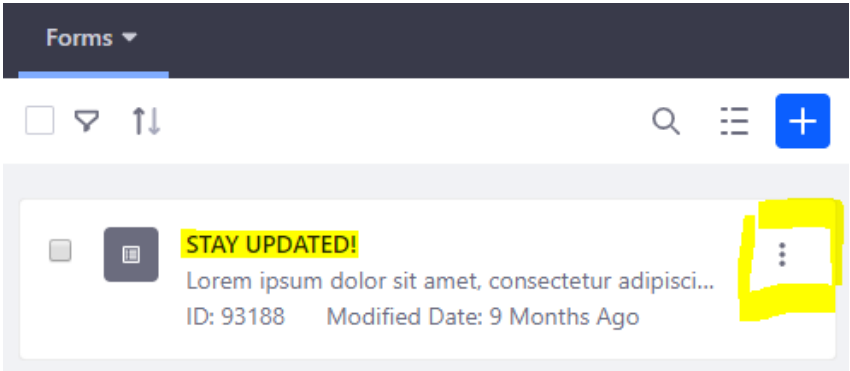 Forms
STAY UPDATED!
Lorem ipsum dolor sit amet, consectetur adipisci...
ID: 93188 Modified Date: 9 Months Ago